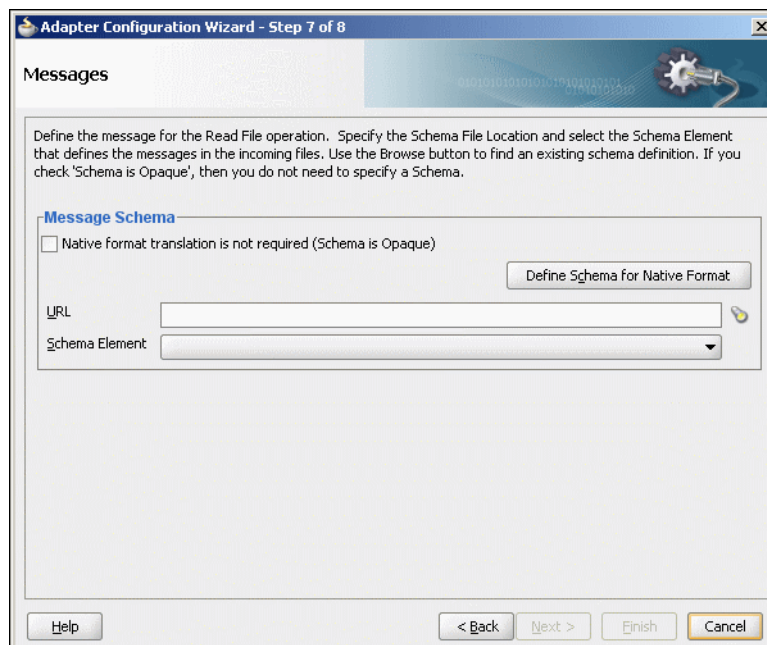 Adapter Configuration Wizard - Step 7 of 8
Messages
Define the message for the Read File operation.  Specify the Schema File Location and select the Schema Element
that defines the messages in the incoming files. Use the Browse button to find an existing schema definition. If you
check 'Schema is Opaque', then you do not need to specify a Schema.
Message Schema
Native format translation is not required (Schema is Opaque)
Define Schema for Native Format
URL
Schema Element
Help
< Back
Next >
Finish
Cancel